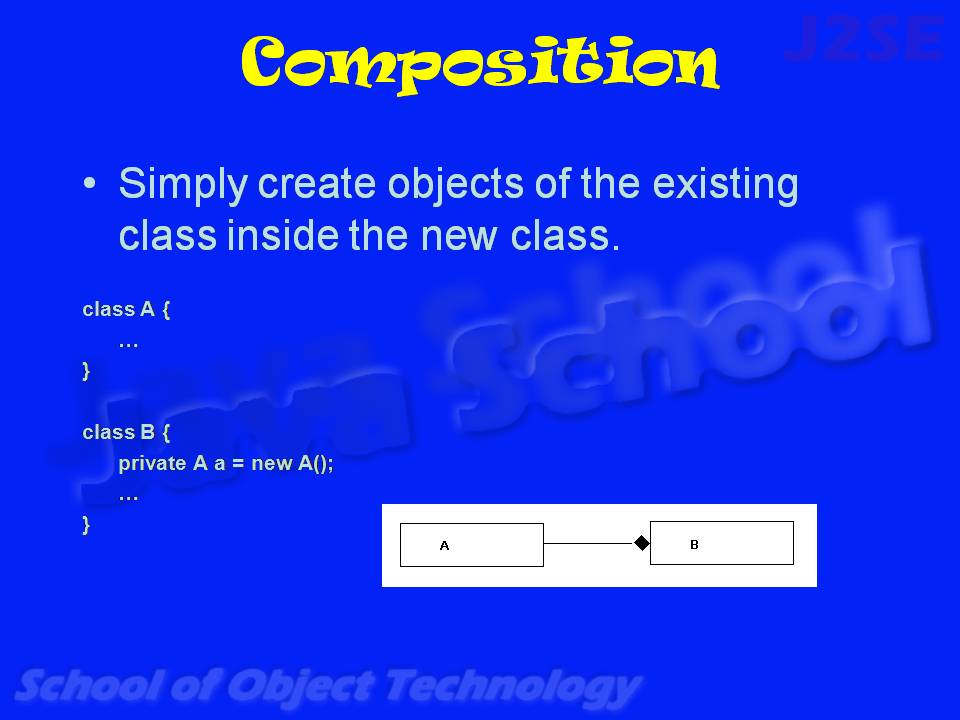 J2SE
Composition
• Simply create objects of the existing
class inside the new class.
class A {
…
}
class B {
private A a = new A();
…
}
A
B
Java School
School of Object Technology